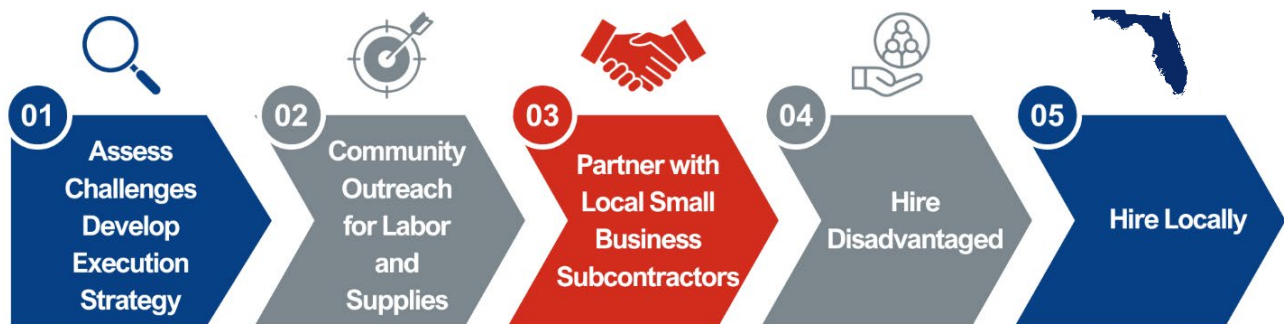 01
Assess
Challenges
Develop
Execution
Strategy
02
Community
Outreach
for Labor
and
Supplies
03
Partner with
Local Small
Business
Subcontractors
04
Hire
Disadvantaged
05
Hire Locally